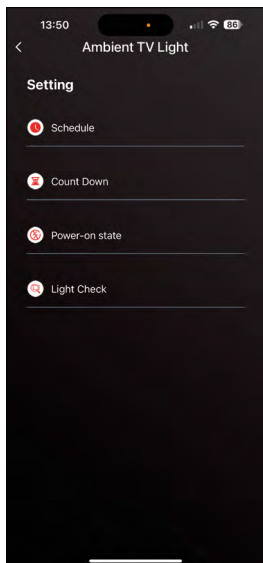 13:50
86
Ambient TV Light
Setting
Schedule
Count Down
Power-on state
Light Check